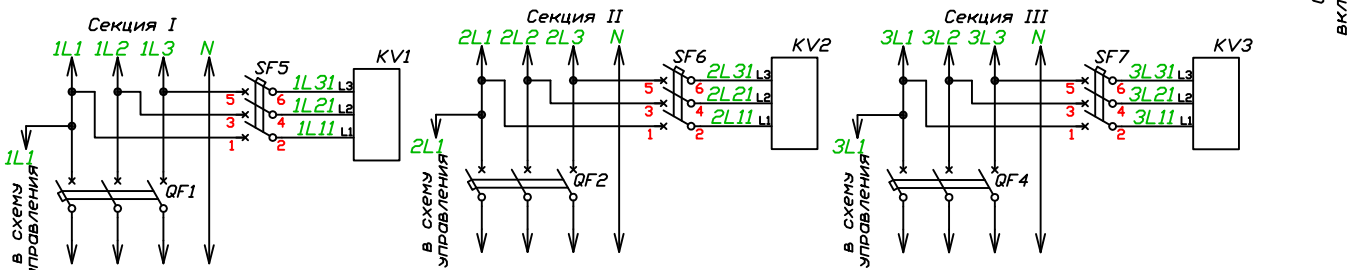 Секция I
1L1 1L2 1L3 N
SF5
KV1
5 6 1L31 L3
3 4 1L21 L2
1 2 1L11 L1
1L1
в схему
управления
QF1
Секция II
2L1 2L2 2L3 N
SF6
KV2
5 6 2L31 L3
3 4 2L21 L2
1 2 2L11 L1
2L1
в схему
управления
QF2
Секция III
3L1 3L2 3L3 N
SF7
KV3
5 6 3L31 L3
3 4 3L21 L2
1 2 3L11 L1
3L1
в схему
управления
QF4